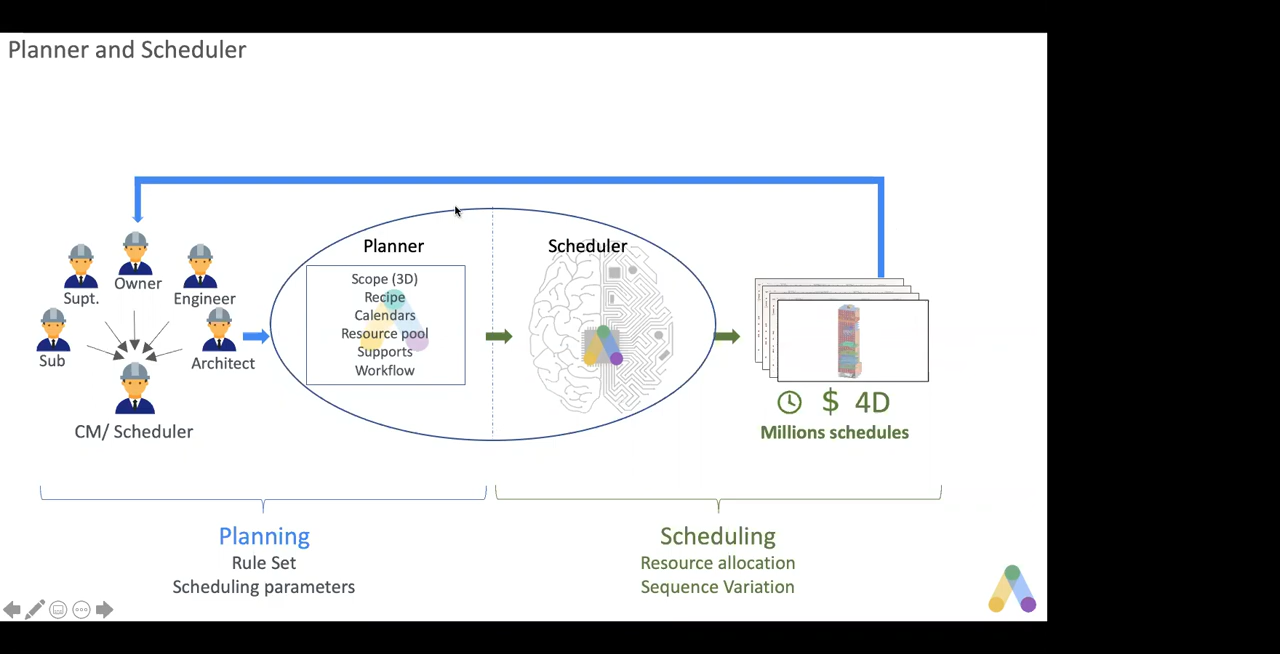 Planner and Scheduler
Owner
Supt.
Engineer
Sub
Architect
CM/ Scheduler
Planner
Scope (3D)
Recipe
Calendars
Resource pool
Supports
Workflow
Scheduler
$ 4D
Millions schedules
Planning
Rule Set
Scheduling parameters
Scheduling
Resource allocation
Sequence Variation